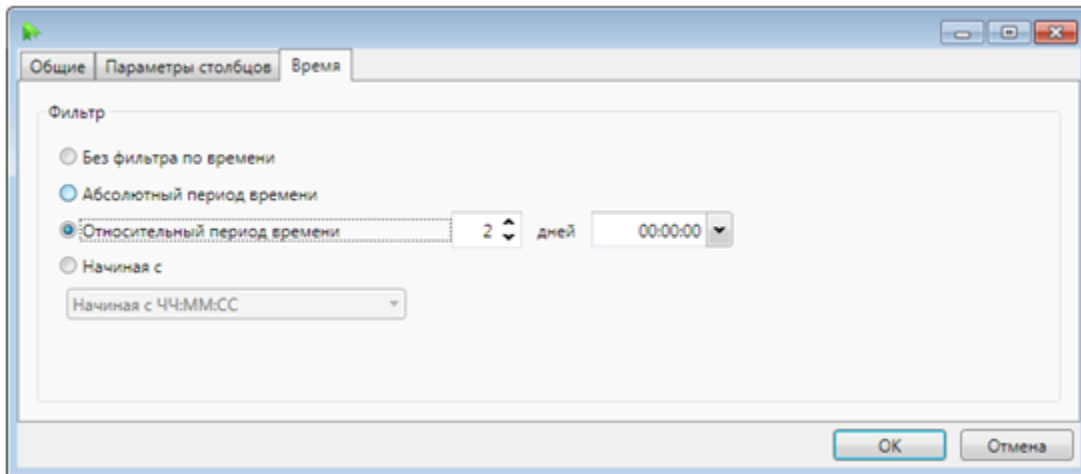 Общие Параметры столбцов Время
Фильтр
Без фильтра по времени
Абсолютный период времени
Относительный период времени 2 дней 00:00:00
Начиная с
Начиная с ЧЧ:ММ:СС
OK Отмена